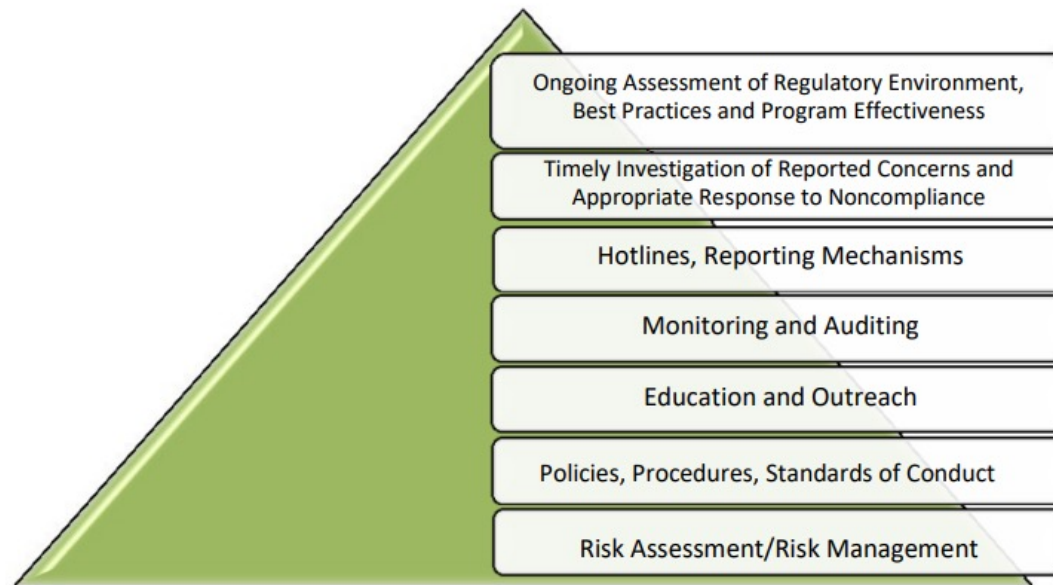 Ongoing Assessment of Regulatory Environment,
Best Practices and Program Effectiveness
Timely Investigation of Reported Concerns and
Appropriate Response to Noncompliance
Hotlines, Reporting Mechanisms
Monitoring and Auditing
Education and Outreach
Policies, Procedures, Standards of Conduct
Risk Assessment/Risk Management